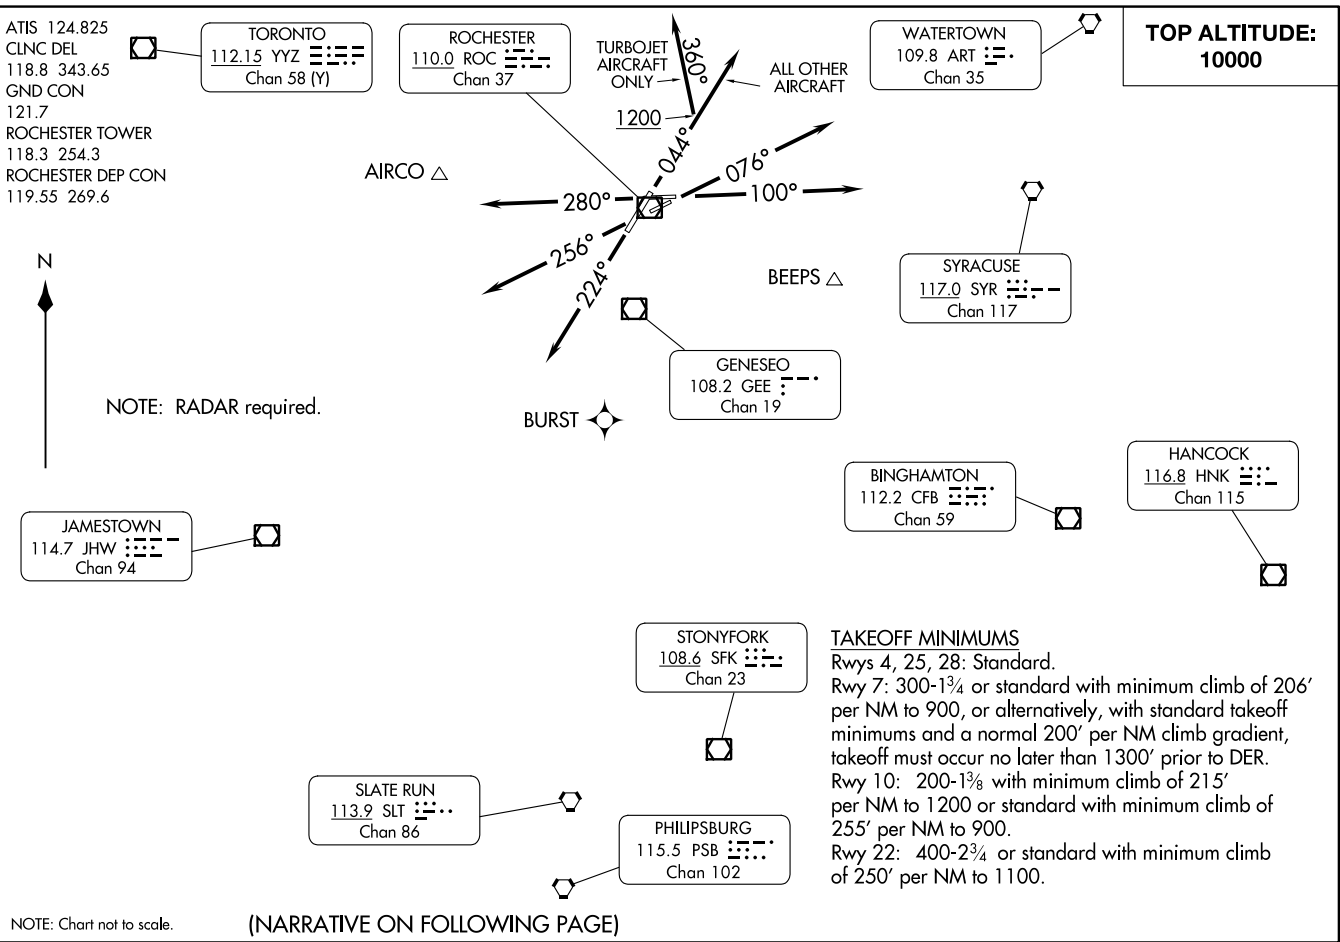 ATIS 124.825
CLNC DEL
118.8 343.65
GND CON
121.7
ROCHESTER TOWER
118.3 254.3
ROCHESTER DEP CON
119.55 269.6
TORONTO
112.15 YYZ
Chan 58 (Y)
ROCHESTER
110.0 ROC
Chan 37
TURBOJET
AIRCRAFT
ONLY
360°
ALL OTHER
AIRCRAFT
1200
WATERTOWN
109.8 ART
Chan 35
TOP ALTITUDE:
10000
044°
076°
100°
280°
256°
224°
AIRCO
BEEPS
SYRACUSE
117.0 SYR
Chan 117
N
NOTE: RADAR required.
GENESEO
108.2 GEE
Chan 19
BURST
HANCOCK
116.8 HNK
Chan 115
BINGHAMTON
112.2 CFB
Chan 59
JAMESTOWN
114.7 JHW
Chan 94
STONYFORK
108.6 SFK
Chan 23
TAKEOFF MINIMUMS
Rwys 4, 25, 28: Standard.
Rwy 7: 300-1¾ or standard with minimum climb of 206'
per NM to 900, or alternatively, with standard takeoff
minimums and a normal 200' per NM climb gradient,
takeoff must occur no later than 1300' prior to DER.
Rwy 10: 200-1⅜ with minimum climb of 215'
per NM to 1200 or standard with minimum climb of
255' per NM to 900.
Rwy 22: 400-2¾ or standard with minimum climb
of 250' per NM to 1100.
SLATE RUN
113.9 SLT
Chan 86
PHILIPSBURG
115.5 PSB
Chan 102
NOTE: Chart not to scale.
(NARRATIVE ON FOLLOWING PAGE)